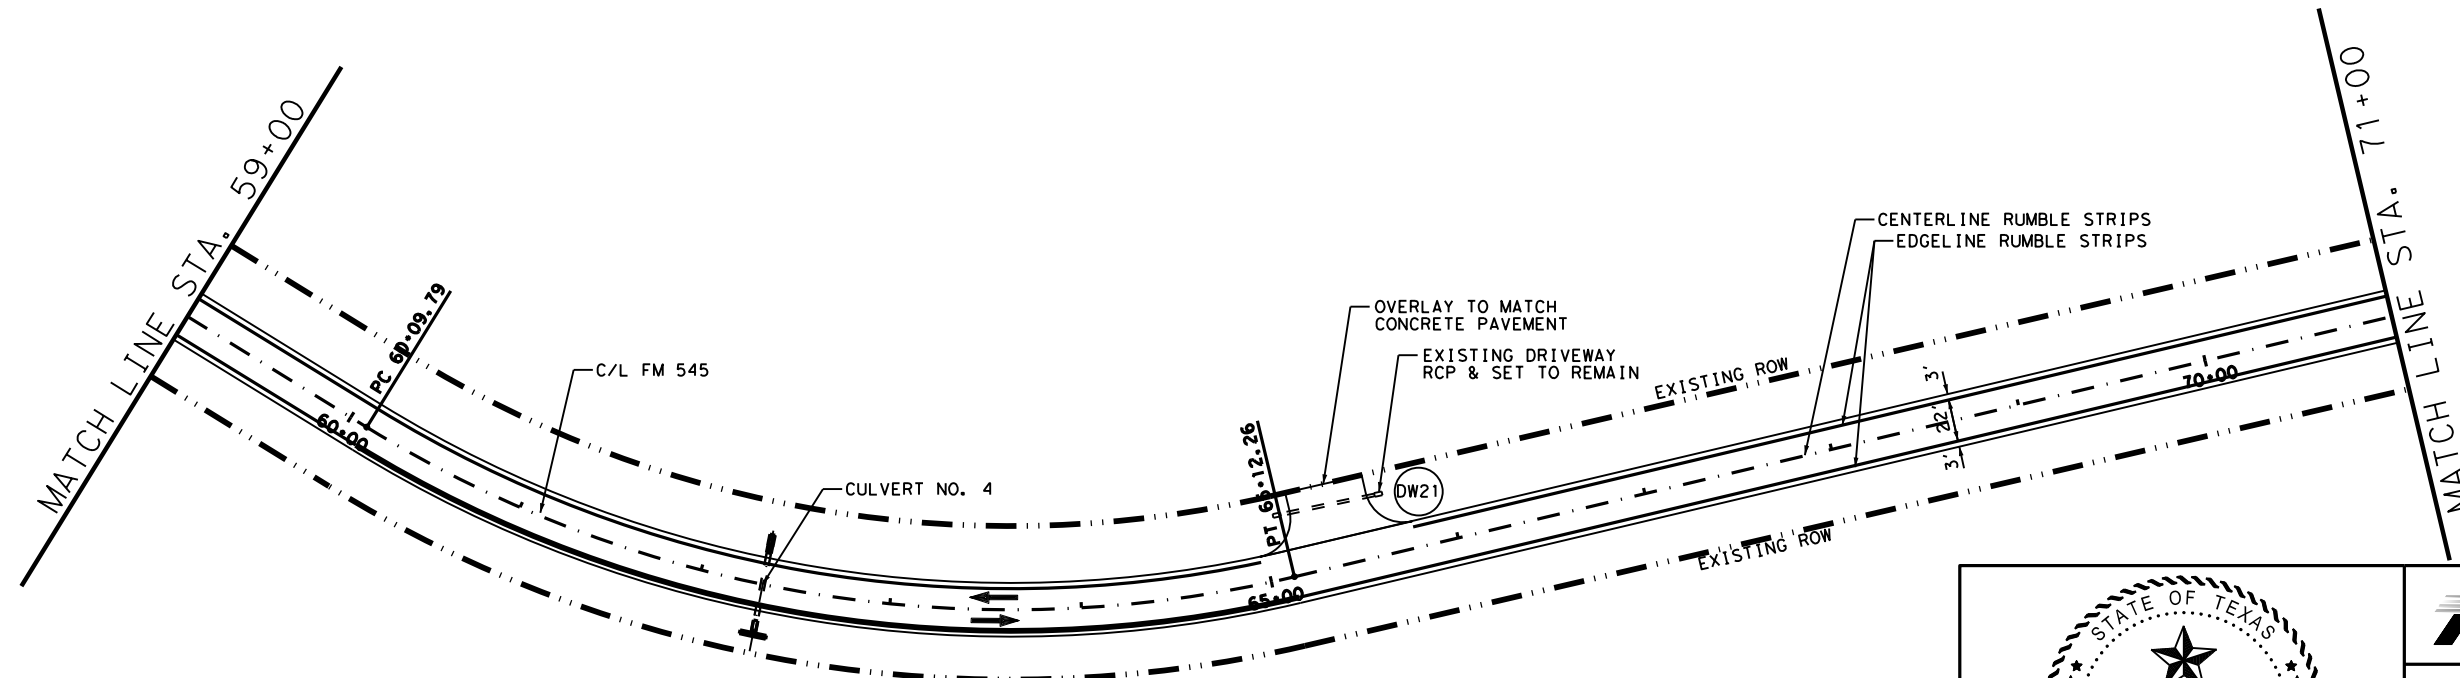 MATCH LINE STA. 59+00
PC 60+09.79
60+00
C/L FM 545
CULVERT NO. 4
PT 65+12.26
65+00
OVERLAY TO MATCH
CONCRETE PAVEMENT
EXISTING DRIVEWAY
RCP & SET TO REMAIN
DW21
CENTERLINE RUMBLE STRIPS
EDGELINE RUMBLE STRIPS
EXISTING ROW
EXISTING ROW
3'
22'
3'
70+00
MATCH LINE STA. 71+00
STATE OF TEXAS